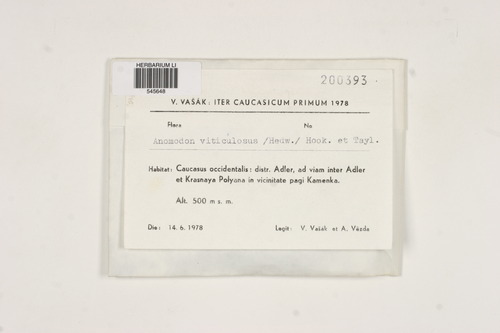 HERBARIUM LI
545648
200393
V. VAŠÁK: ITER CAUCASICUM PRIMUM 1978
Flora No
Anomodon viticulosus /Hedw./ Hook. et Tayl.
Habitat: Caucasus occidentalis: distr. Adler, ad viam inter Adler
et Krasnaya Polyana in vicinitate pagi Kamenka.
Alt. 500 m s. m.
Die: 14. 6. 1978 Legit: V. Vašák et A. Vězda